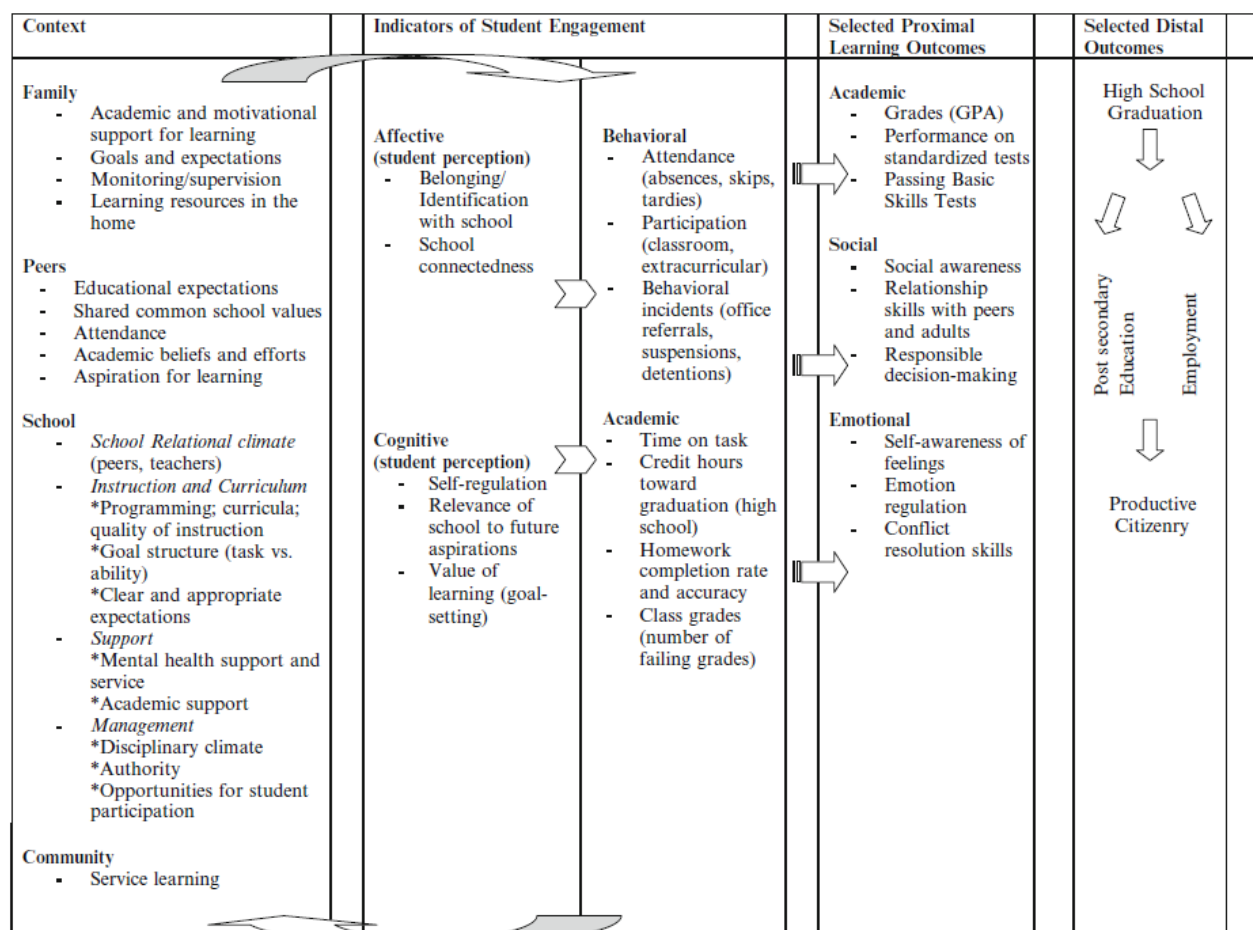 Context
Indicators of Student Engagement
Selected Proximal
Learning Outcomes
Selected Distal
Outcomes
Family
- Academic and motivational
support for learning
- Goals and expectations
- Monitoring/supervision
- Learning resources in the
home
Peers
- Educational expectations
- Shared common school values
- Attendance
- Academic beliefs and efforts
- Aspiration for learning
School
- School Relational climate
(peers, teachers)
- Instruction and Curriculum
*Programming; curricula;
quality of instruction
*Goal structure (task vs.
ability)
*Clear and appropriate
expectations
- Support
*Mental health support and
service
*Academic support
- Management
*Disciplinary climate
*Authority
*Opportunities for student
participation
Community
- Service learning
Affective
(student perception)
- Belonging/
Identification
with school
- School
connectedness
Cognitive
(student perception)
- Self-regulation
- Relevance of
school to future
aspirations
- Value of
learning (goal-
setting)
Behavioral
- Attendance
(absences, skips,
tardies)
- Participation
(classroom,
extracurricular)
- Behavioral
incidents (office
referrals,
suspensions,
detentions)
Academic
- Time on task
- Credit hours
toward
graduation (high
school)
- Homework
completion rate
and accuracy
- Class grades
(number of
failing grades)
Academic
- Grades (GPA)
- Performance on
standardized tests
- Passing Basic
Skills Tests
Social
- Social awareness
- Relationship
skills with peers
and adults
- Responsible
decision-making
Emotional
- Self-awareness of
feelings
- Emotion
regulation
- Conflict
resolution skills
High School
Graduation
Post secondary
Education
Employment
Productive
Citizenry